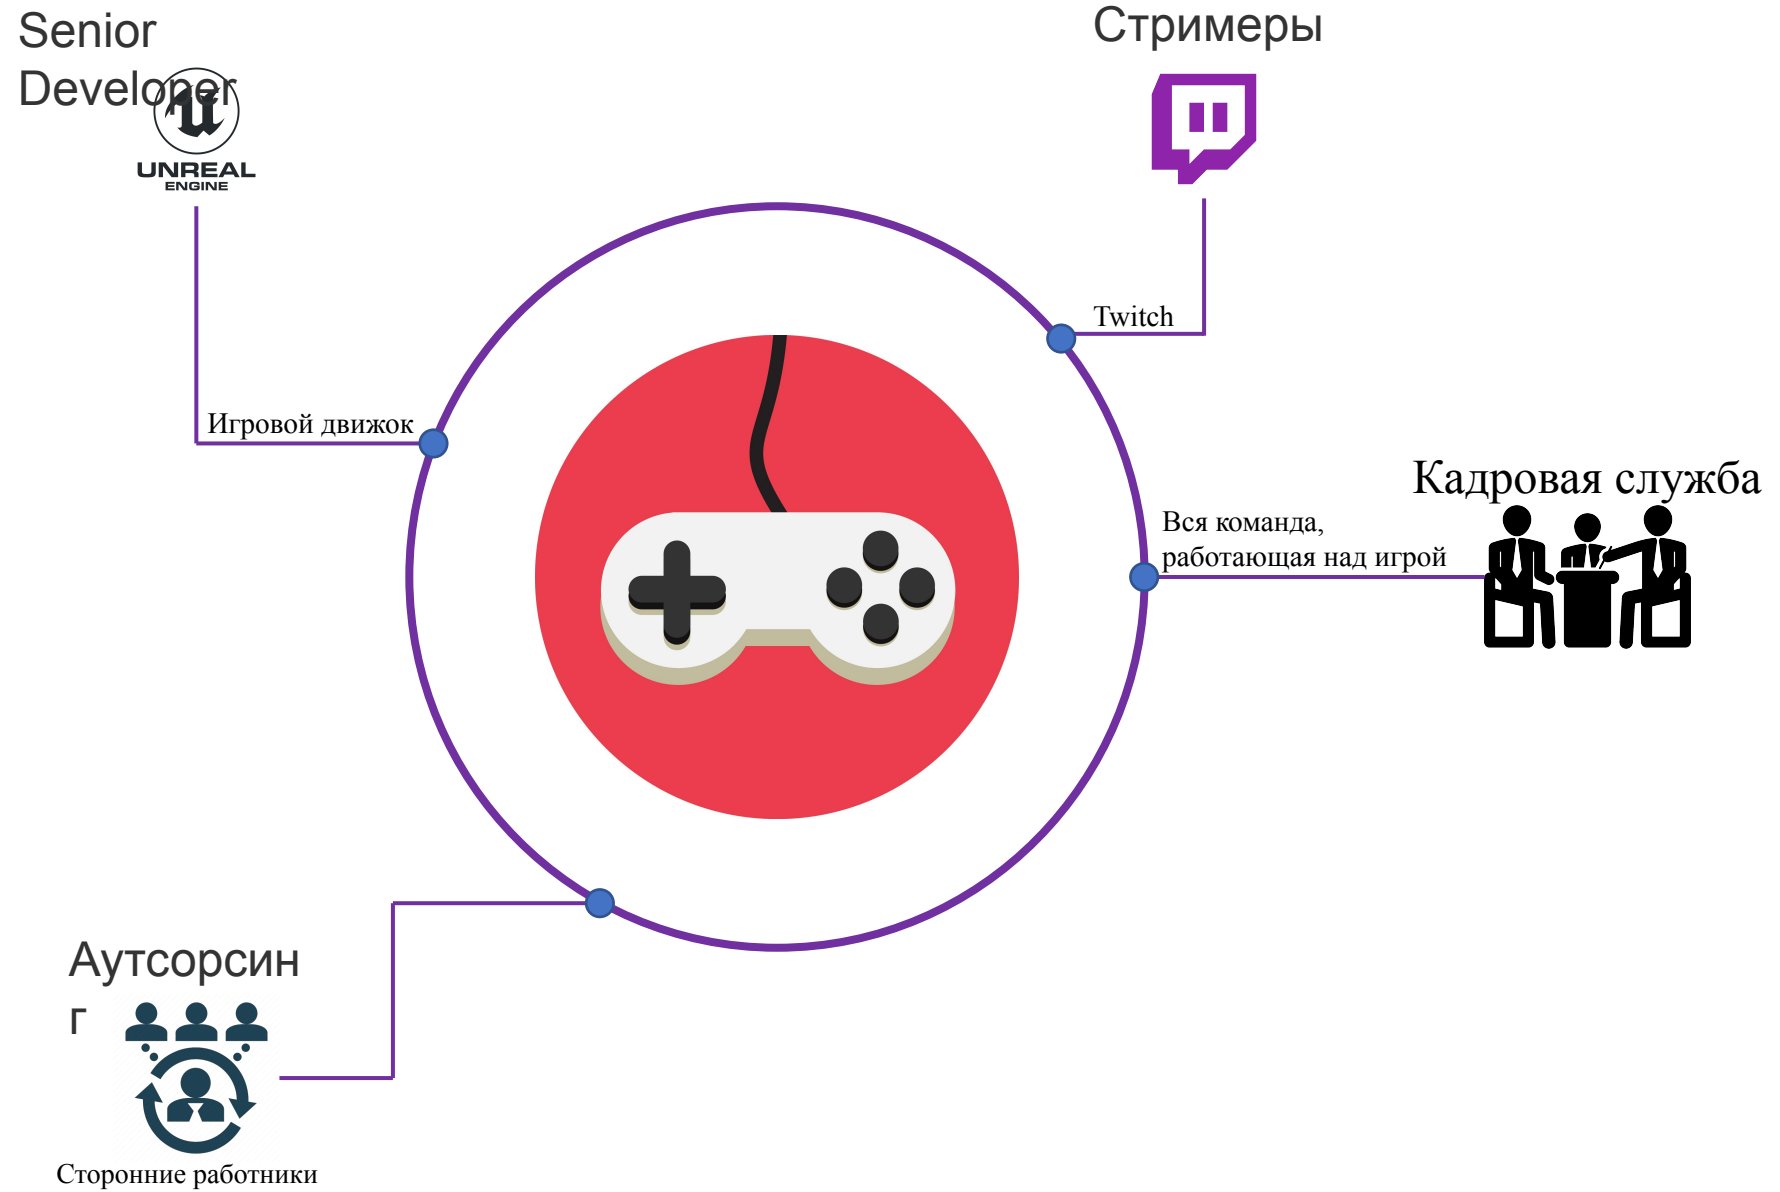 Senior
Developer
UNREAL
ENGINE
Стримеры
Twitch
Игровой движок
Кадровая служба
Вся команда,
работающая над игрой
Аутсорсин
г
Сторонние работники